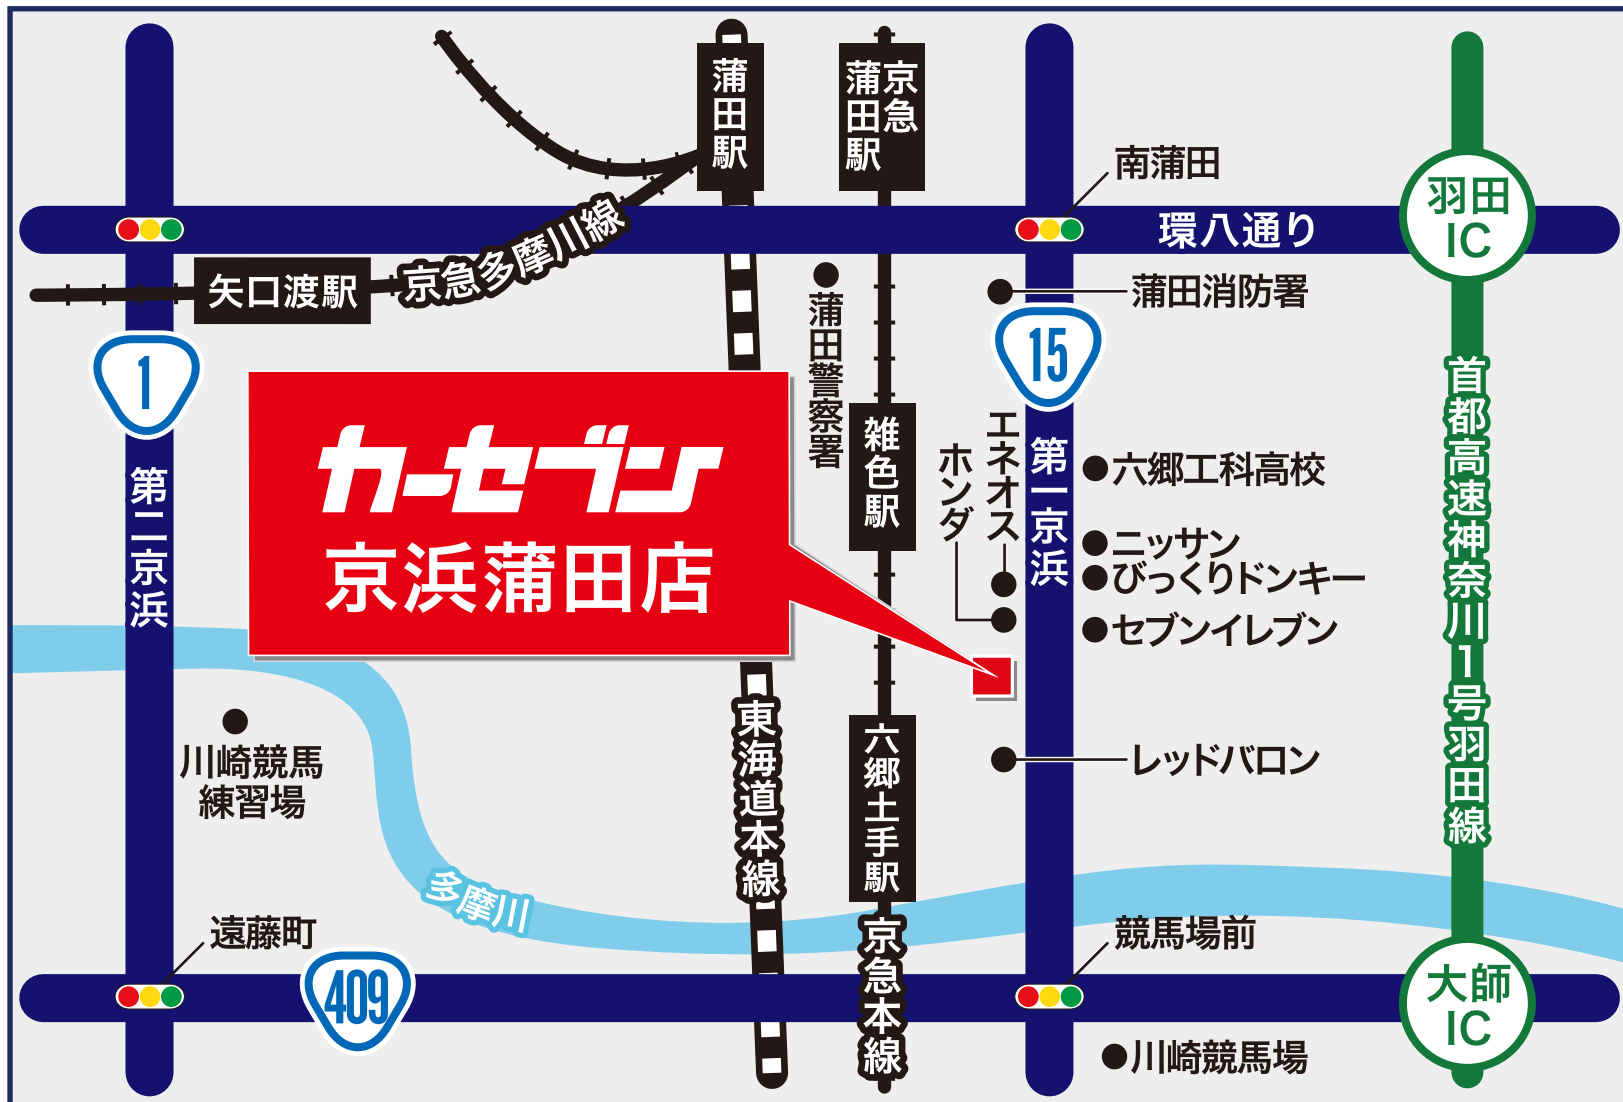 蒲田駅
京急
蒲田駅
南蒲田
羽田
IC
環八通り
京急多摩川線
矢口渡駅
蒲田警察署
蒲田消防署
1
15
首都高速神奈川1号羽田線
カーセブン
京浜蒲田店
雑色駅
エネオス
ホンダ
第一京浜
第二京浜
六郷工科高校
ニッサン
びっくりドンキー
セブンイレブン
川崎競馬
練習場
東海道本線
六郷土手駅
レッドバロン
多摩川
遠藤町
409
京急本線
競馬場前
大師
IC
川崎競馬場